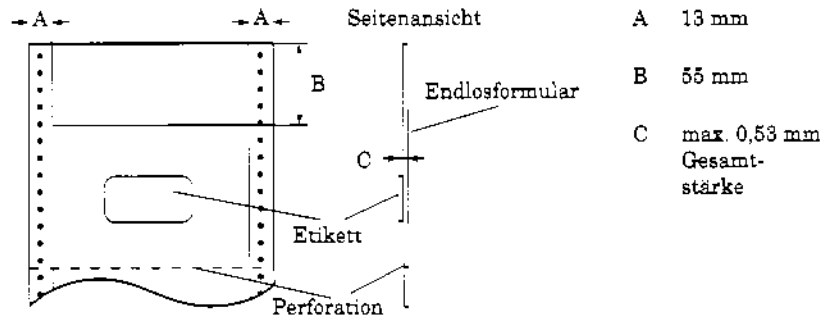 A
A
Seitenansicht
A 13 mm
B
B 55 mm
Endlosformular
C
C max. 0,53 mm
Gesamt-
stärke
Etikett
Perforation